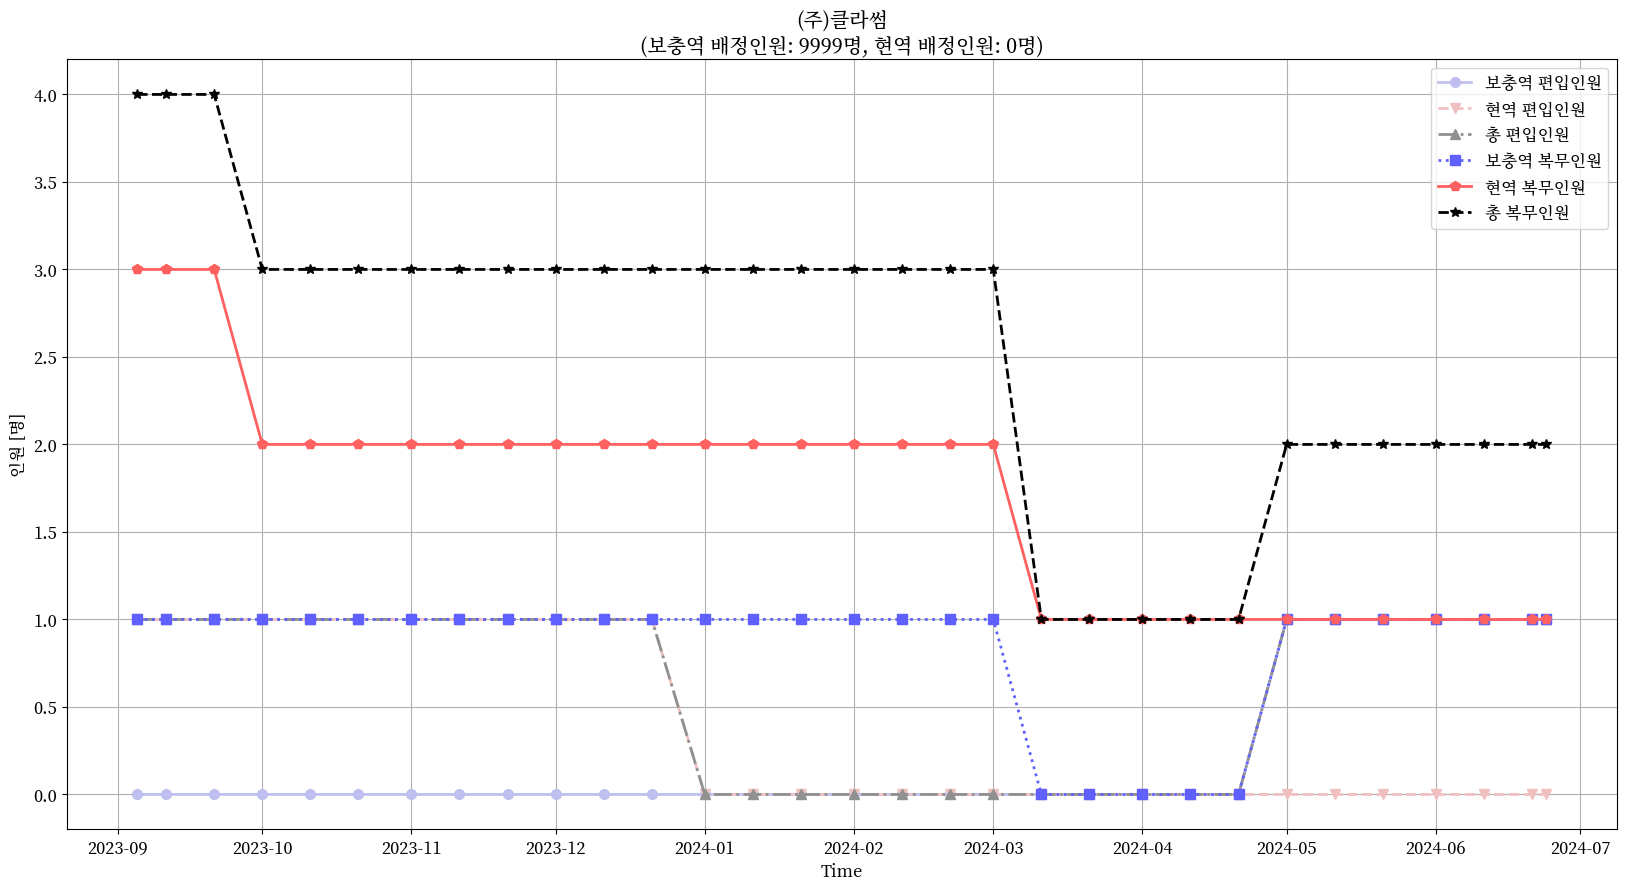 (주)클라썸
(보충역 배정인원: 9999명, 현역 배정인원: 0명)
보충역 편입인원
현역 편입인원
총 편입인원
보충역 복무인원
현역 복무인원
총 복무인원
인원 [명]
4.0
3.5
3.0
2.5
2.0
1.5
1.0
0.5
0.0
2023-09 2023-10 2023-11 2023-12 2024-01 2024-02 2024-03 2024-04 2024-05 2024-06 2024-07
Time